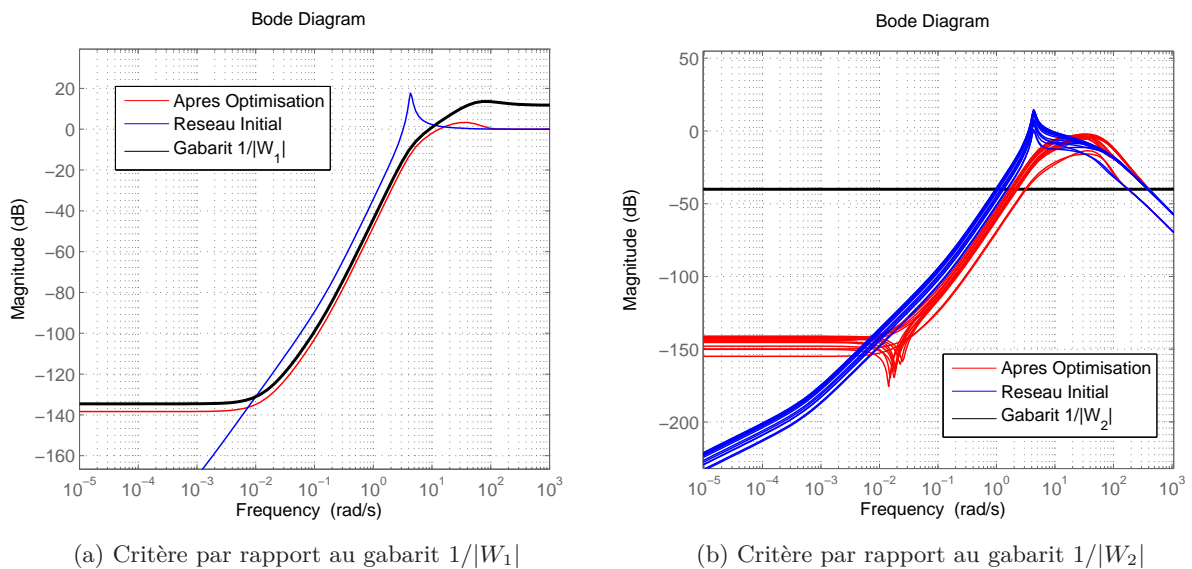 Bode Diagram
20
0
−20
−40
−60
−80
−100
−120
−140
−160
Magnitude (dB)
Apres Optimisation
Reseau Initial
Gabarit 1/|W_1|
10^−5 10^−4 10^−3 10^−2 10^−1 10^0 10^1 10^2 10^3
Frequency (rad/s)
(a) Critère par rapport au gabarit 1/|W_1|
Bode Diagram
50
0
−50
−100
−150
−200
Magnitude (dB)
Apres Optimisation
Reseau Initial
Gabarit 1/|W_2|
10^−5 10^−4 10^−3 10^−2 10^−1 10^0 10^1 10^2 10^3
Frequency (rad/s)
(b) Critère par rapport au gabarit 1/|W_2|